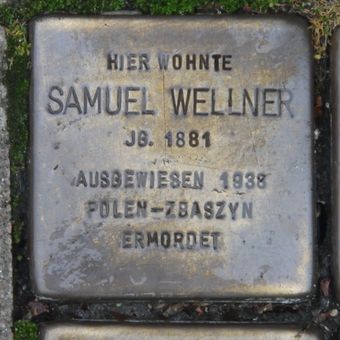 HIER WOHNTE
SAMUEL WELLNER
JG. 1881
AUSGEWIESEN 1938
POLEN-ZBASZYN
ERMORDET